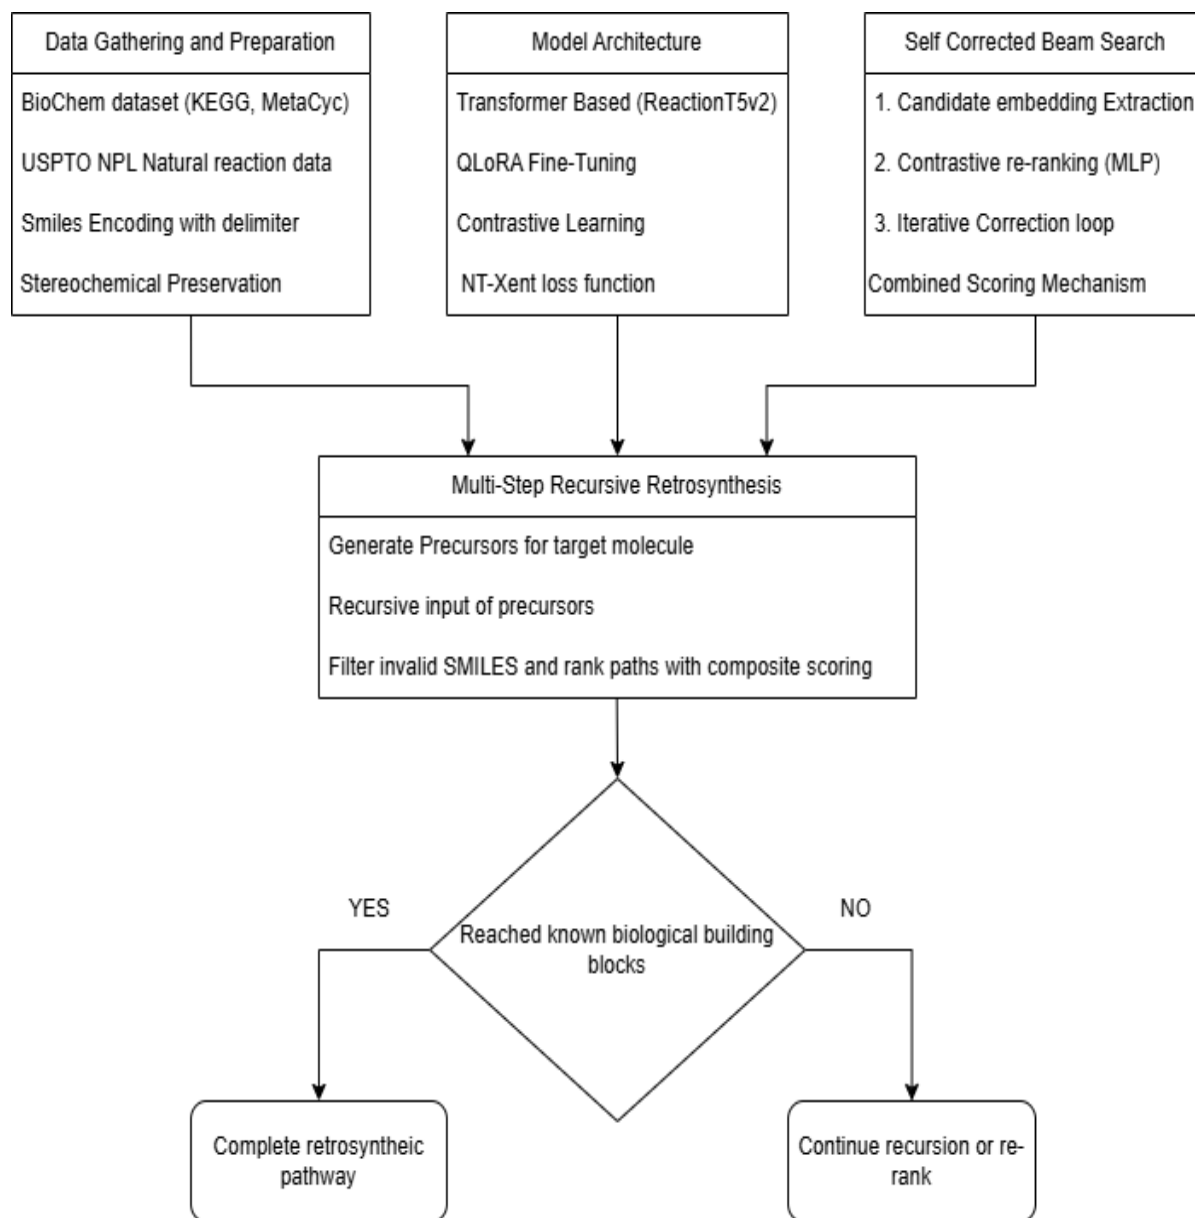 Data Gathering and Preparation
BioChem dataset (KEGG, MetaCyc)
USPTO NPL Natural reaction data
Smiles Encoding with delimiter
Stereochemical Preservation
Model Architecture
Transformer Based (ReactionT5v2)
QLoRA Fine-Tuning
Contrastive Learning
NT-Xent loss function
Self Corrected Beam Search
1. Candidate embedding Extraction
2. Contrastive re-ranking (MLP)
3. Iterative Correction loop
Combined Scoring Mechanism
Multi-Step Recursive Retrosynthesis
Generate Precursors for target molecule
Recursive input of precursors
Filter invalid SMILES and rank paths with composite scoring
YES
NO
Reached known biological building
blocks
Complete retrosyntheic
pathway
Continue recursion or re-
rank